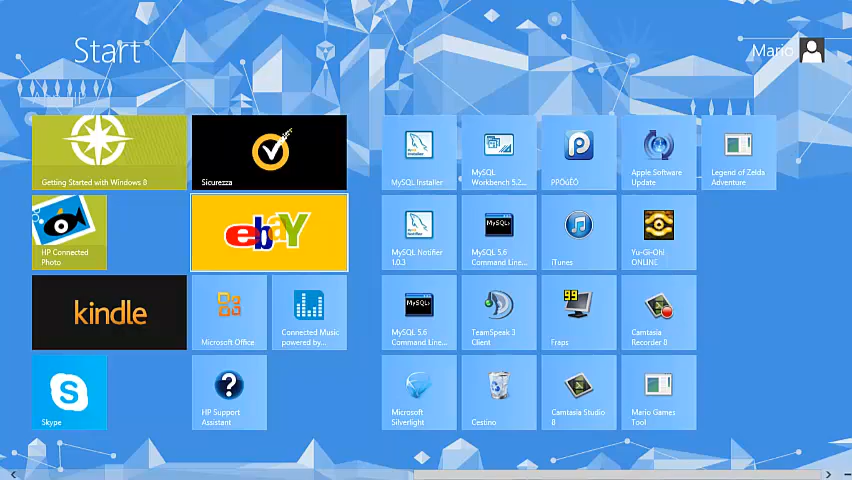 Start
Mario
Getting Started with Windows 8
Sicurezza
MySQL Installer
MySQL
Workbench 5.2...
Apple Software
Update
Legend of Zelda
Adventure
HP Connected
Photo
ebay
MySQL Notifier
1.0.3
MySQL 5.6
Command Line...
iTunes
Yu-Gi-Oh!
ONLINE
kindle
Microsoft Office
Connected Music
powered by...
MySQL 5.6
Command Line...
TeamSpeak 3
Client
99
Fraps
Camtasia
Recorder 8
Skype
HP Support
Assistant
Microsoft
Silverlight
Cestino
Camtasia Studio
8
Mario Games
Tool